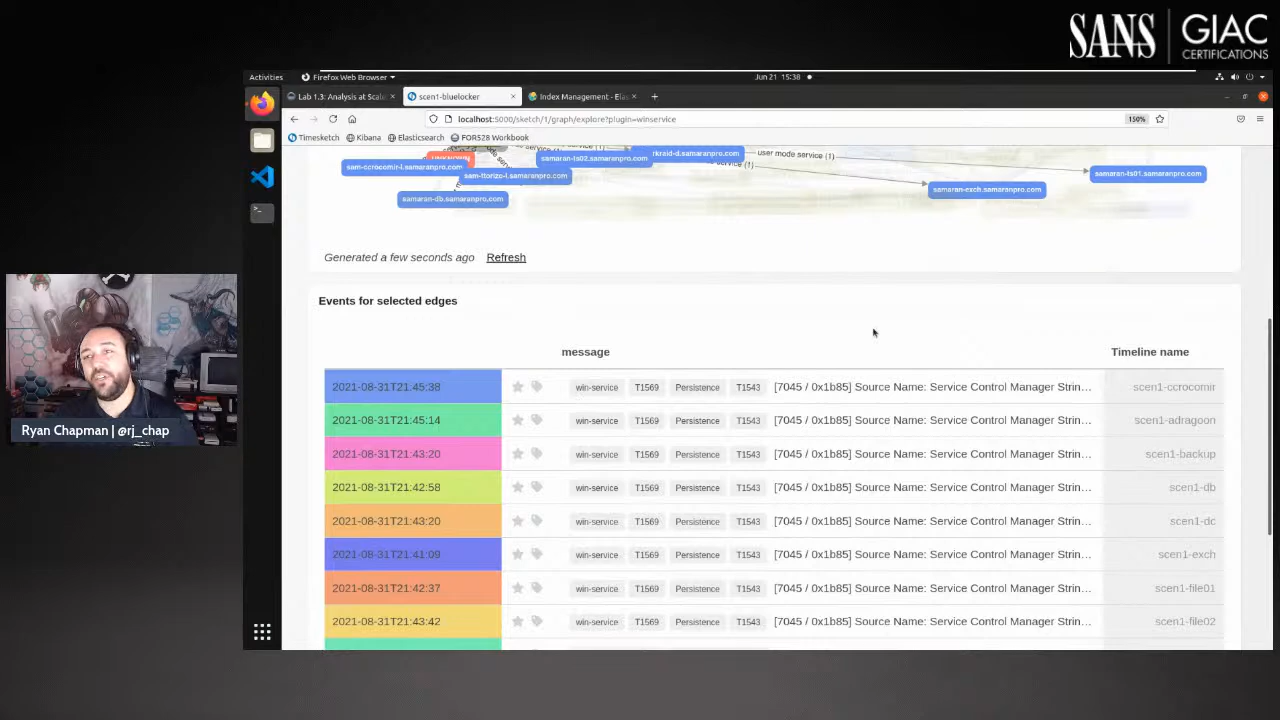 SANS GIAC
CERTIFICATIONS
Activities Firefox Web Browser Jun 21 15:38
Lab 1.3: Analysis at Scale scen1-bluelocker Index Management - Elas
localhost:5000/sketch/1/graph/explore?plugin=winservice 150%
Timesketch Kibana Elasticsearch FOR528 Workbook
user mode service (1)
samaran-ts02.samaranpro.com
rkraid-d.samaranpro.com
sam-ccrocomir-l.samaranpro.com
sam-ttorizo-l.samaranpro.com
service (1)
samaran-ts01.samaranpro.com
samaran-exch.samaranpro.com
samaran-db.samaranpro.com
Generated a few seconds ago Refresh
Events for selected edges
message Timeline name
2021-08-31T21:45:38 win-service T1569 Persistence T1543 [7045 / 0x1b85] Source Name: Service Control Manager Strin... scen1-ccrocomir
2021-08-31T21:45:14 win-service T1569 Persistence T1543 [7045 / 0x1b85] Source Name: Service Control Manager Strin... scen1-adragoon
2021-08-31T21:43:20 win-service T1569 Persistence T1543 [7045 / 0x1b85] Source Name: Service Control Manager Strin... scen1-backup
2021-08-31T21:42:58 win-service T1569 Persistence T1543 [7045 / 0x1b85] Source Name: Service Control Manager Strin... scen1-db
2021-08-31T21:43:20 win-service T1569 Persistence T1543 [7045 / 0x1b85] Source Name: Service Control Manager Strin... scen1-dc
2021-08-31T21:41:09 win-service T1569 Persistence T1543 [7045 / 0x1b85] Source Name: Service Control Manager Strin... scen1-exch
2021-08-31T21:42:37 win-service T1569 Persistence T1543 [7045 / 0x1b85] Source Name: Service Control Manager Strin... scen1-file01
2021-08-31T21:43:42 win-service T1569 Persistence T1543 [7045 / 0x1b85] Source Name: Service Control Manager Strin... scen1-file02
Ryan Chapman | @rj_chap